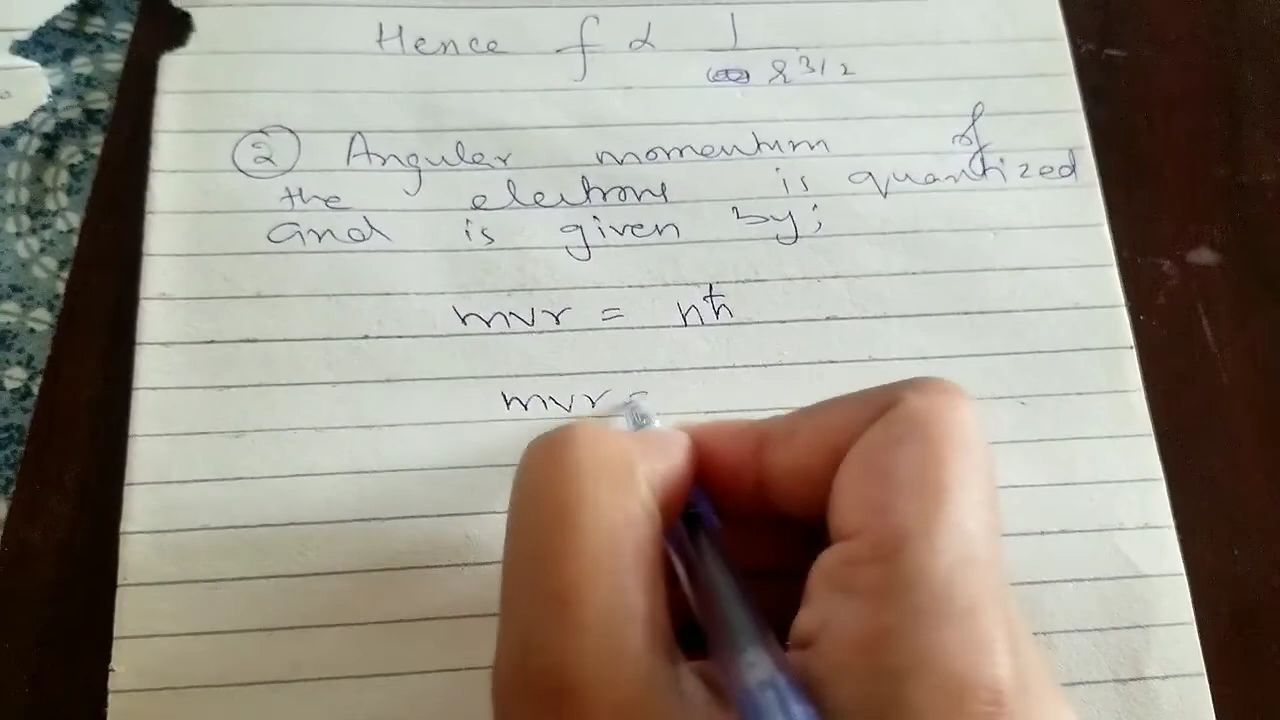 Hence f α 1
r 3/2
② Angular momentum of
the electrons is quantized
and is given by;
mvr = nħ
mvr =